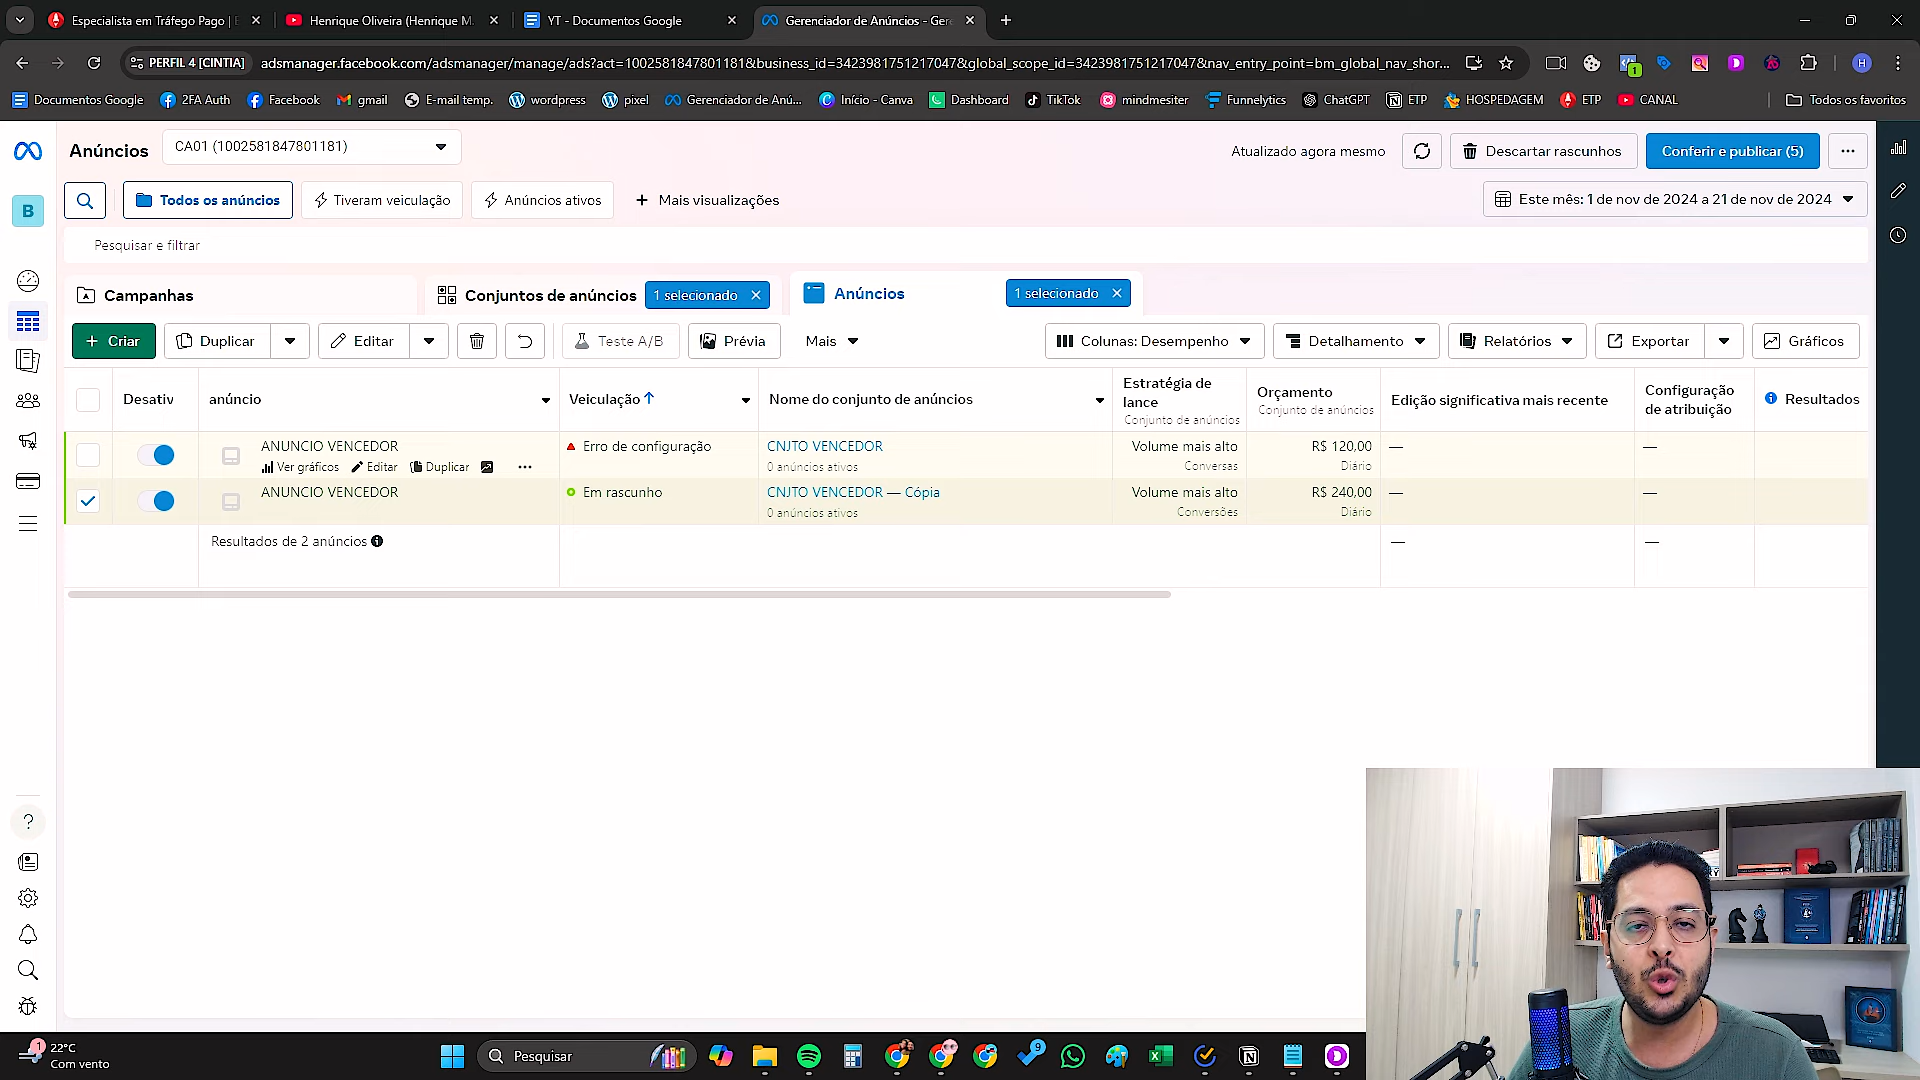 Especialista em Tráfego Pago | E
Henrique Oliveira (Henrique M.
YT - Documentos Google
Gerenciador de Anúncios - Ger
PERFIL 4 [CINTIA]
adsmanager.facebook.com/adsmanager/manage/ads?act=1002581847801181&business_id=3423981751217047&global_scope_id=3423981751217047&nav_entry_point=bm_global_nav_shor...
1
H
Documentos Google
2FA Auth
Facebook
gmail
E-mail temp.
wordpress
pixel
Gerenciador de Anú...
Início - Canva
Dashboard
TikTok
mindmesiter
Funnelytics
ChatGPT
ETP
HOSPEDAGEM
ETP
CANAL
Todos os favoritos
Anúncios
CA01 (1002581847801181)
Atualizado agora mesmo
Descartar rascunhos
Conferir e publicar (5)
B
Todos os anúncios
Tiveram veiculação
Anúncios ativos
Mais visualizações
Este mês: 1 de nov de 2024 a 21 de nov de 2024
Pesquisar e filtrar
Campanhas
Conjuntos de anúncios
1 selecionado
Anúncios
1 selecionado
+ Criar
Duplicar
Editar
Teste A/B
Prévia
Mais
Colunas: Desempenho
Detalhamento
Relatórios
Exportar
Gráficos
Desativ
anúncio
Veiculação
Nome do conjunto de anúncios
Estratégia de
lance
Conjunto de anúncios
Orçamento
Conjunto de anúncios
Edição significativa mais recente
Configuração
de atribuição
Resultados
ANUNCIO VENCEDOR
Ver gráficos
Editar
Duplicar
Erro de configuração
CNJTO VENCEDOR
0 anúncios ativos
Volume mais alto
Conversas
R$ 120,00
Diário
—
—
ANUNCIO VENCEDOR
Em rascunho
CNJTO VENCEDOR — Cópia
0 anúncios ativos
Volume mais alto
Conversões
R$ 240,00
Diário
—
—
Resultados de 2 anúncios
—
—
1
22°C
Com vento
Pesquisar
9